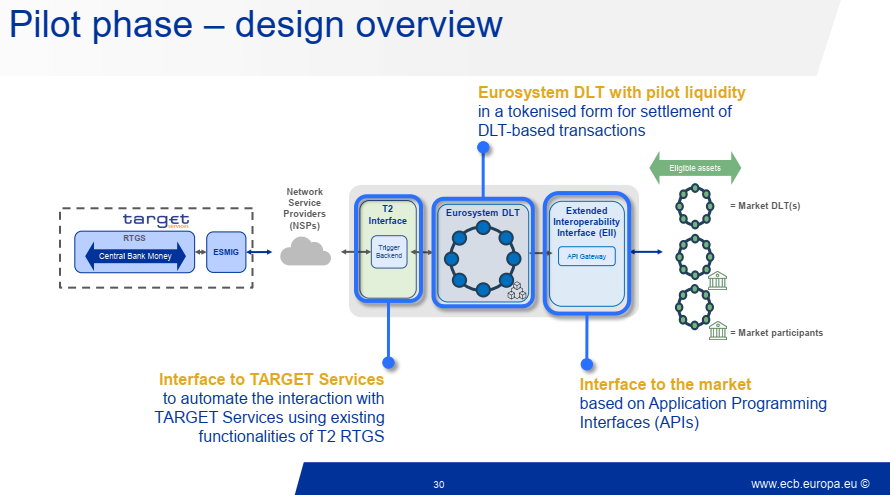 Pilot phase – design overview
Eurosystem DLT with pilot liquidity
in a tokenised form for settlement of
DLT-based transactions
Eligible assets
= Market DLT(s)
= Market participants
target
services
RTGS
Central Bank Money
ESMIG
Network
Service
Providers
(NSPs)
T2
Interface
Trigger
Backend
Eurosystem DLT
Extended
Interoperability
Interface (EII)
API Gateway
Interface to TARGET Services
to automate the interaction with
TARGET Services using existing
functionalities of T2 RTGS
Interface to the market
based on Application Programming
Interfaces (APIs)
30
www.ecb.europa.eu ©